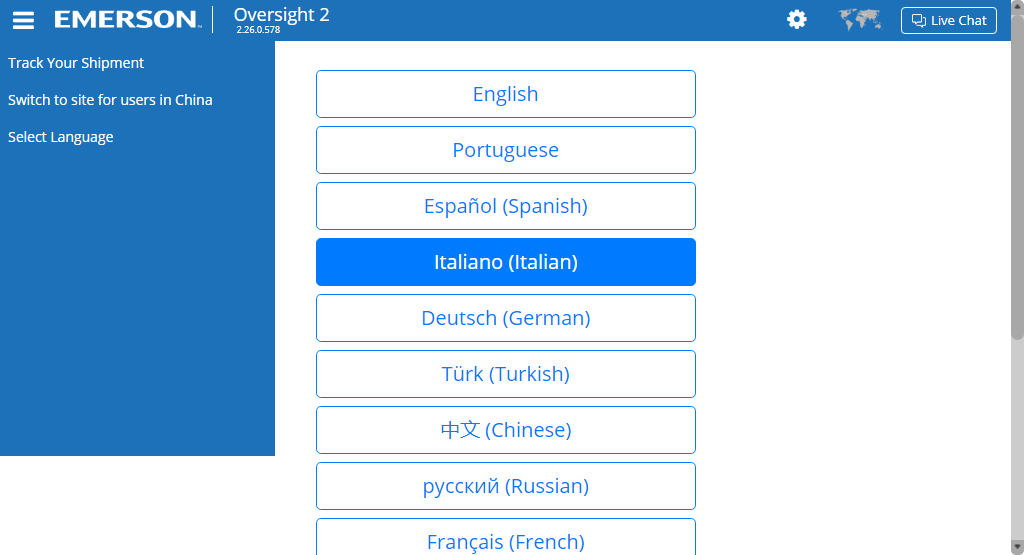 EMERSON™
Oversight 2
2.26.0.578
Live Chat
Track Your Shipment
Switch to site for users in China
Select Language
English
Portuguese
Español (Spanish)
Italiano (Italian)
Deutsch (German)
Türk (Turkish)
中文 (Chinese)
русский (Russian)
Français (French)